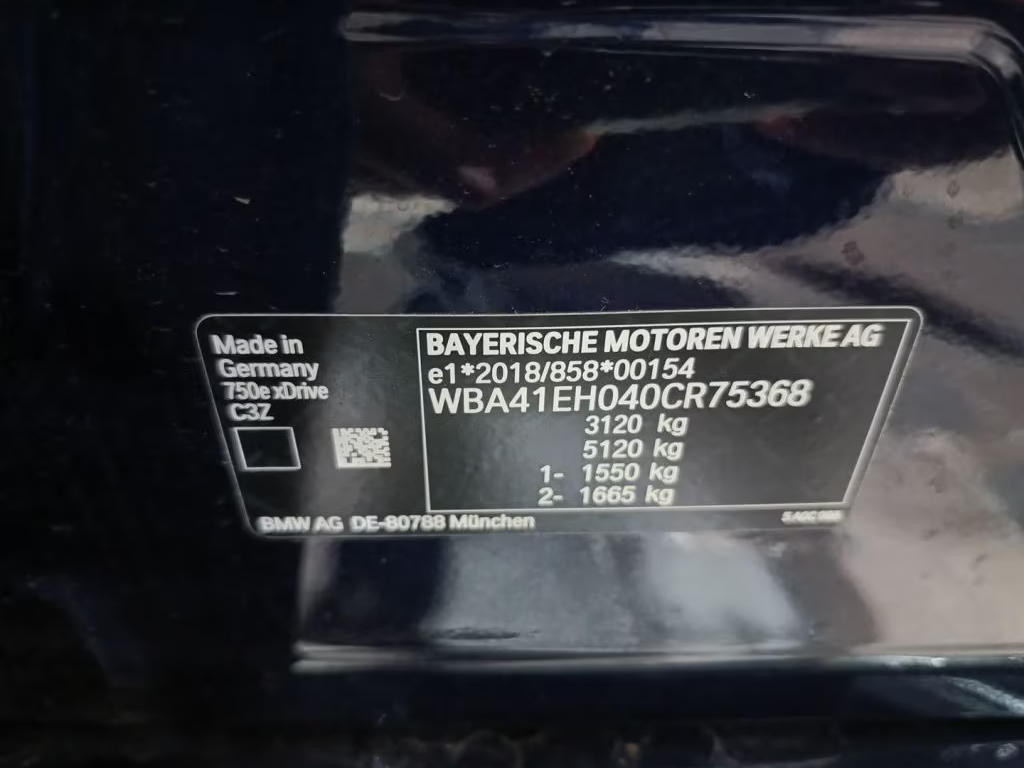 Made in
Germany
750e xDrive
C3Z
BAYERISCHE MOTOREN WERKE AG
e1*2018/858*00154
WBA41EH040CR75368
3120 kg
5120 kg
1- 1550 kg
2- 1665 kg
BMW AG DE-80788 München